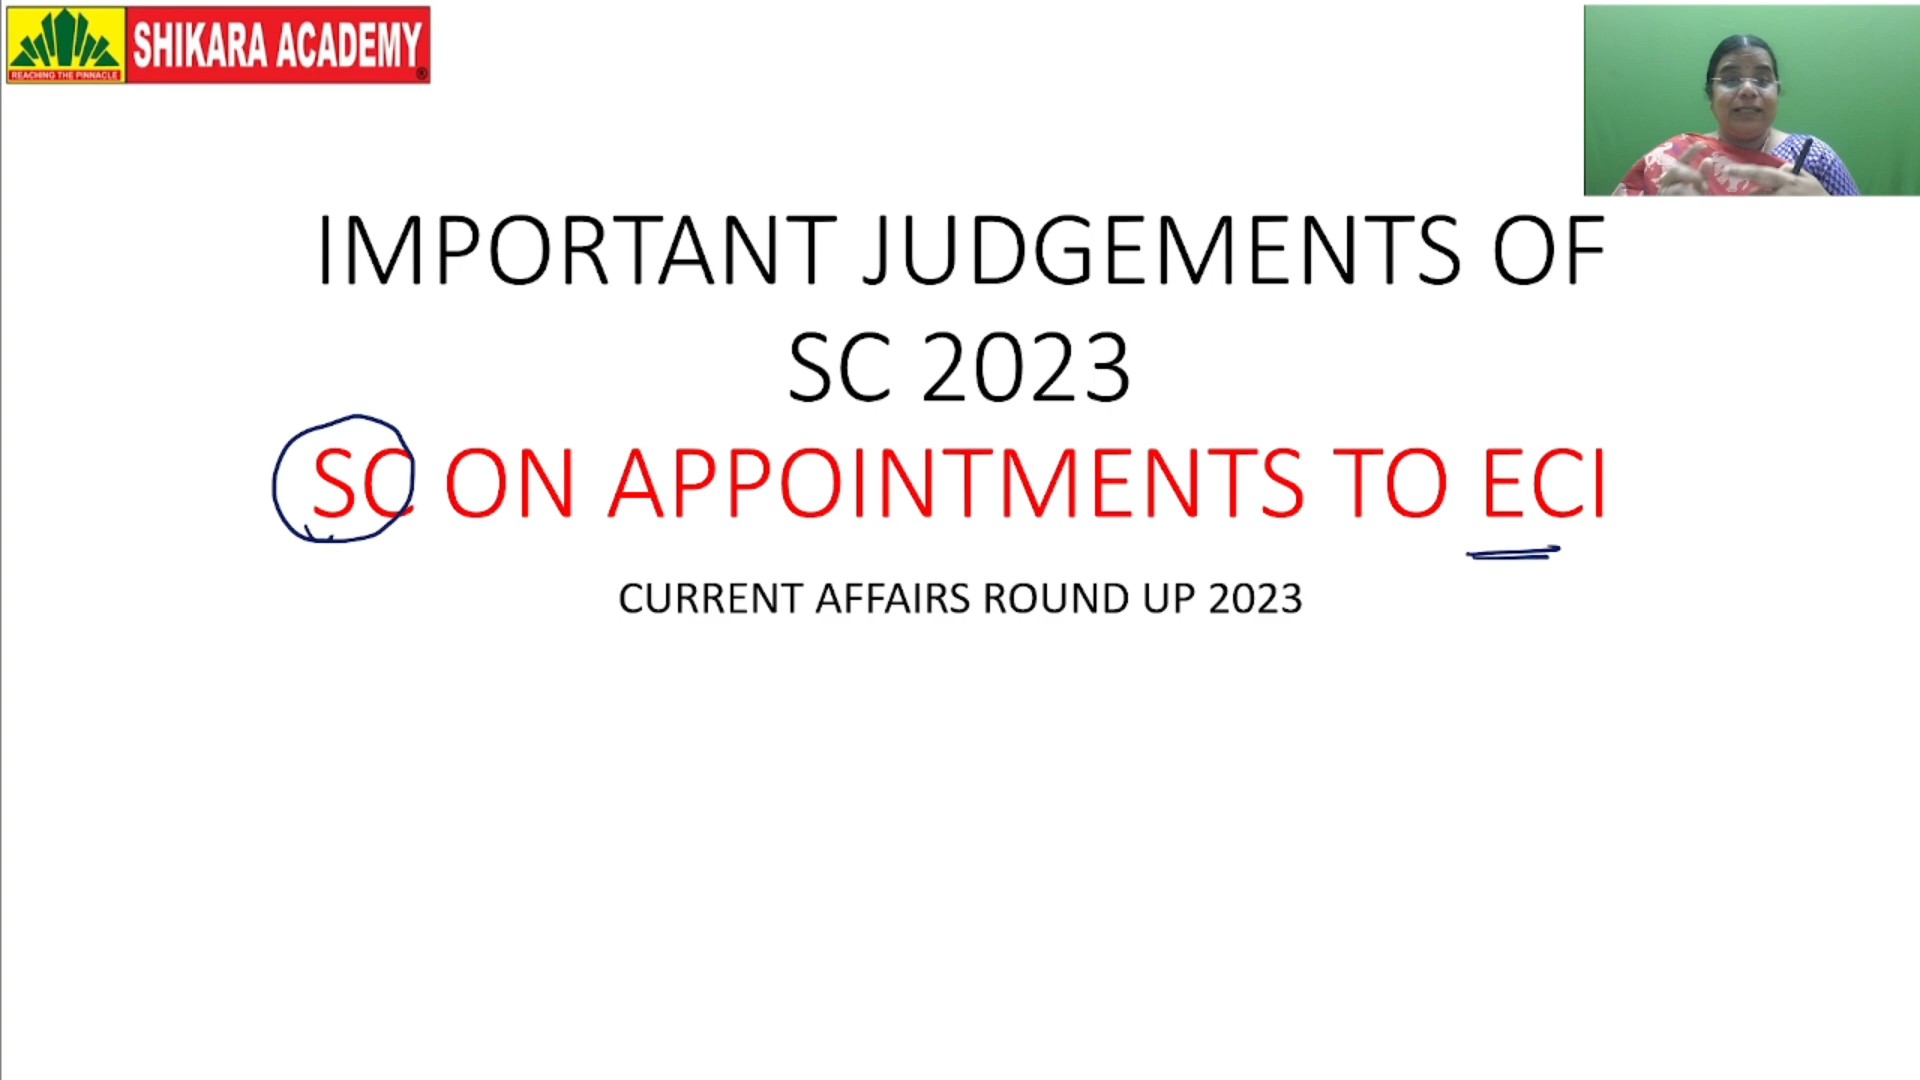 SHIKARA ACADEMY
REACHING THE PINNACLE
IMPORTANT JUDGEMENTS OF
SC 2023
SC ON APPOINTMENTS TO ECI
CURRENT AFFAIRS ROUND UP 2023